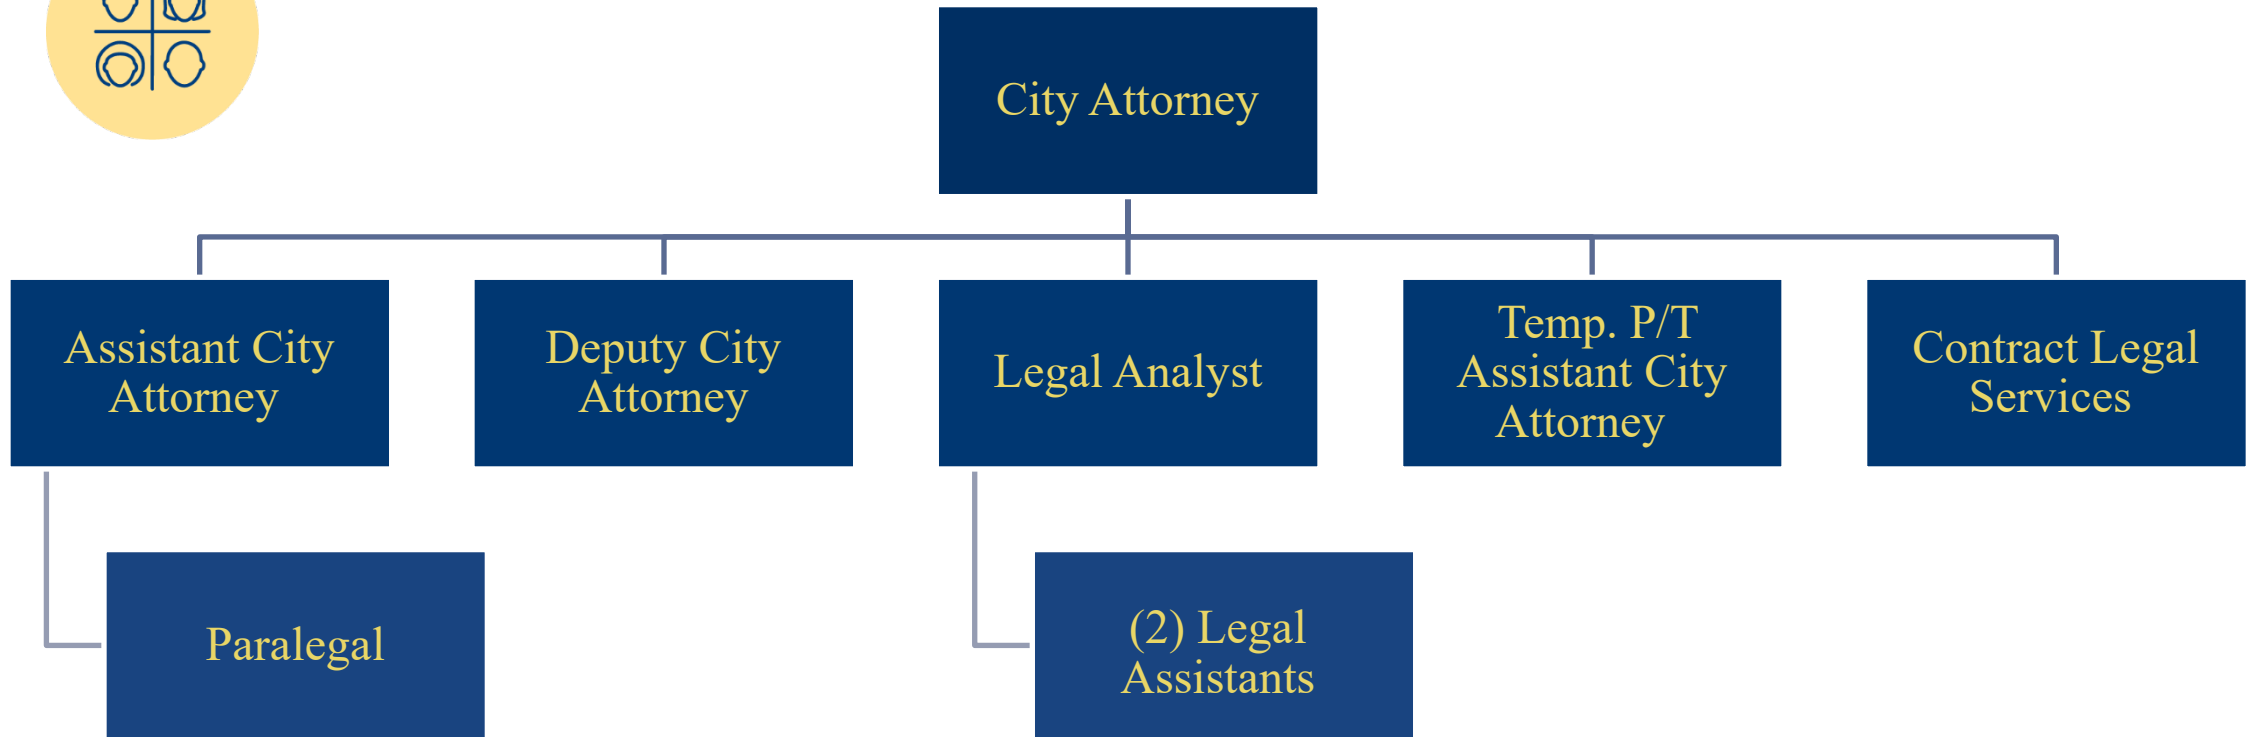 City Attorney
Assistant City
Attorney
Deputy City
Attorney
Legal Analyst
Temp. P/T
Assistant City
Attorney
Contract Legal
Services
Paralegal
(2) Legal
Assistants